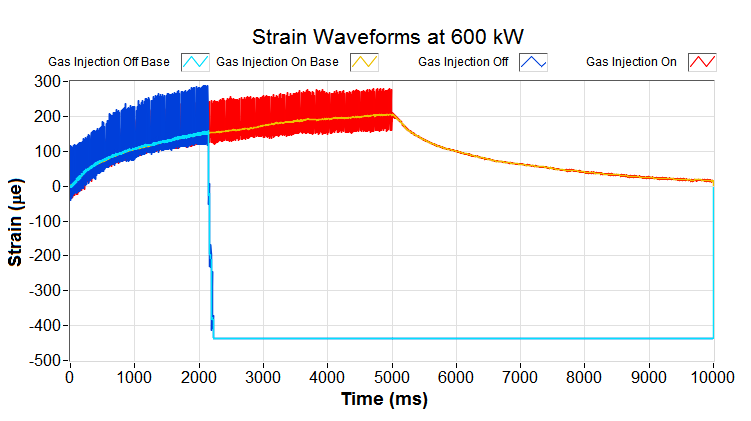 Strain Waveforms at 600 kW
Gas Injection Off Base Gas Injection On Base Gas Injection Off Gas Injection On
300
200
100
0
-100
-200
-300
-400
-500
Strain (µe)
0 1000 2000 3000 4000 5000 6000 7000 8000 9000 10000
Time (ms)